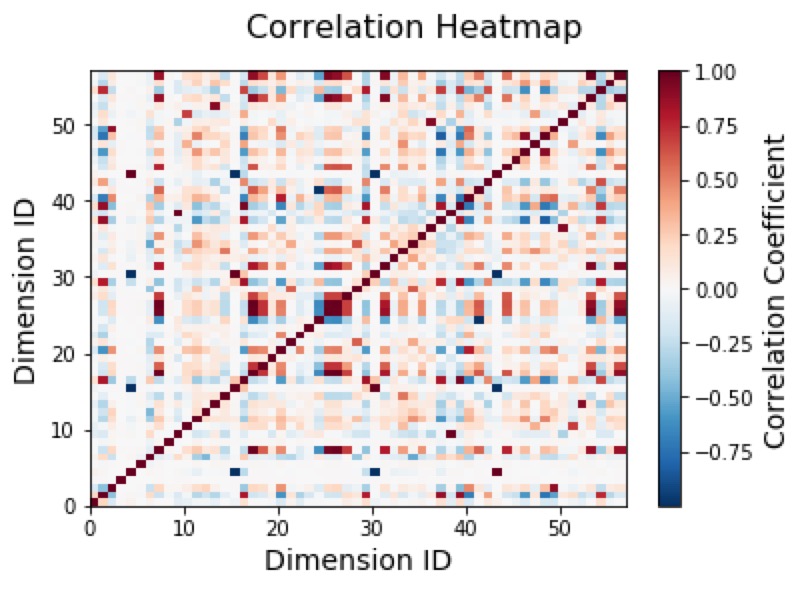 Correlation Heatmap
Dimension ID
50
40
30
20
10
0
0 10 20 30 40 50
Dimension ID
1.00
0.75
0.50
0.25
0.00
−0.25
−0.50
−0.75
Correlation Coefficient